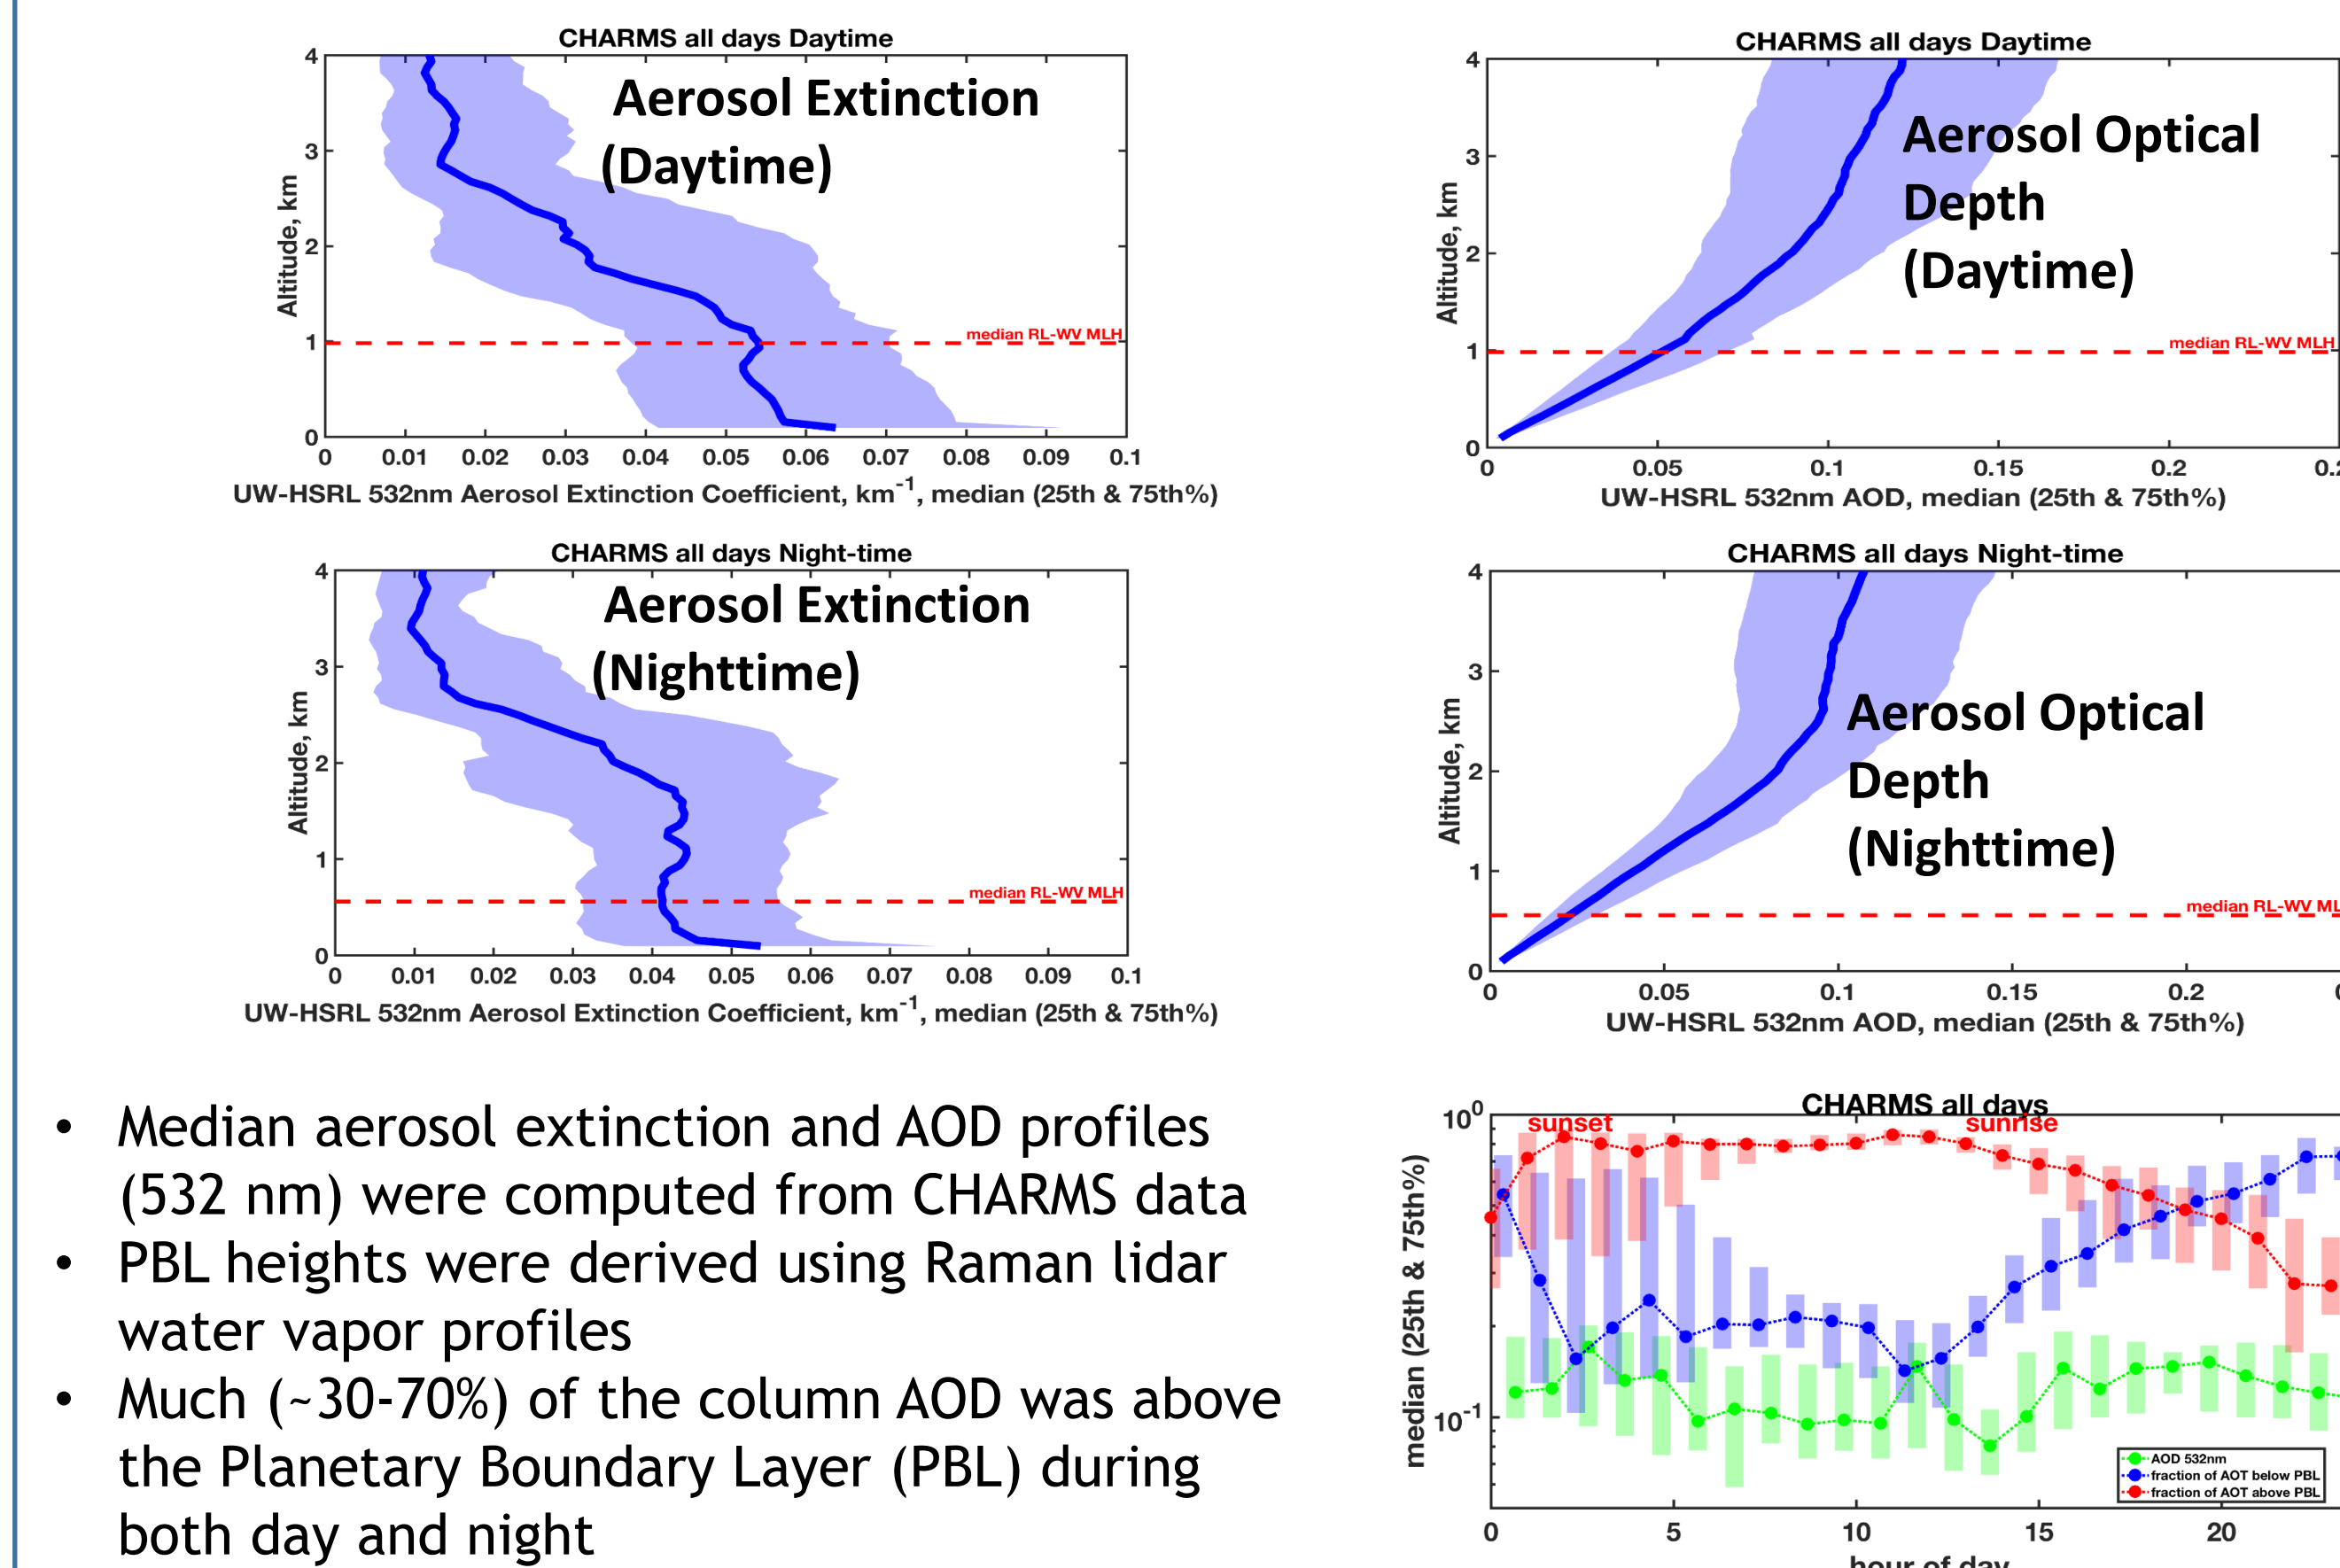 CHARMS all days Daytime
Aerosol Extinction
(Daytime)
Altitude, km
4
3
2
1
0
median RL-WV MLH
0 0.01 0.02 0.03 0.04 0.05 0.06 0.07 0.08 0.09 0.1
UW-HSRL 532nm Aerosol Extinction Coefficient, km-1, median (25th & 75th%)
CHARMS all days Daytime
Aerosol Optical
Depth
(Daytime)
Altitude, km
4
3
2
1
0
median RL-WV MLH
0 0.05 0.1 0.15 0.2
UW-HSRL 532nm AOD, median (25th & 75th%)
CHARMS all days Night-time
Aerosol Extinction
(Nighttime)
Altitude, km
4
3
2
1
0
median RL-WV MLH
0 0.01 0.02 0.03 0.04 0.05 0.06 0.07 0.08 0.09 0.1
UW-HSRL 532nm Aerosol Extinction Coefficient, km-1, median (25th & 75th%)
CHARMS all days Night-time
Aerosol Optical
Depth
(Nighttime)
Altitude, km
4
3
2
1
0
median RL-WV ML
0 0.05 0.1 0.15 0.2
UW-HSRL 532nm AOD, median (25th & 75th%)
• Median aerosol extinction and AOD profiles
(532 nm) were computed from CHARMS data
• PBL heights were derived using Raman lidar
water vapor profiles
• Much (~30-70%) of the column AOD was above
the Planetary Boundary Layer (PBL) during
both day and night
CHARMS all days
sunset
sunrise
median (25th & 75th%)
10^0
10^-1
AOD 532nm
fraction of AOT below PBL
fraction of AOT above PBL
0 5 10 15 20
hour of day